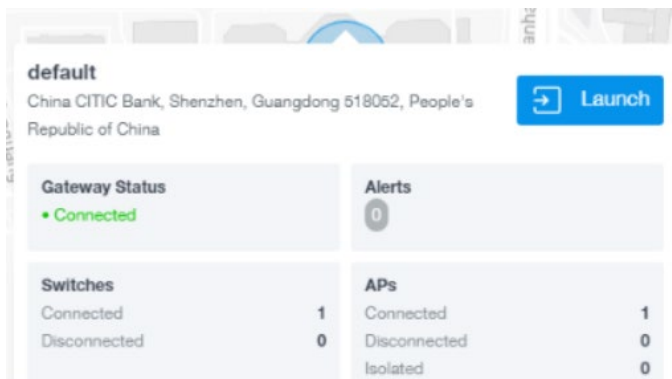 default
China CITIC Bank, Shenzhen, Guangdong 518052, People's
Republic of China
Launch
Gateway Status
• Connected
Alerts
0
Switches
Connected 1
Disconnected 0
APs
Connected 1
Disconnected 0
Isolated 0